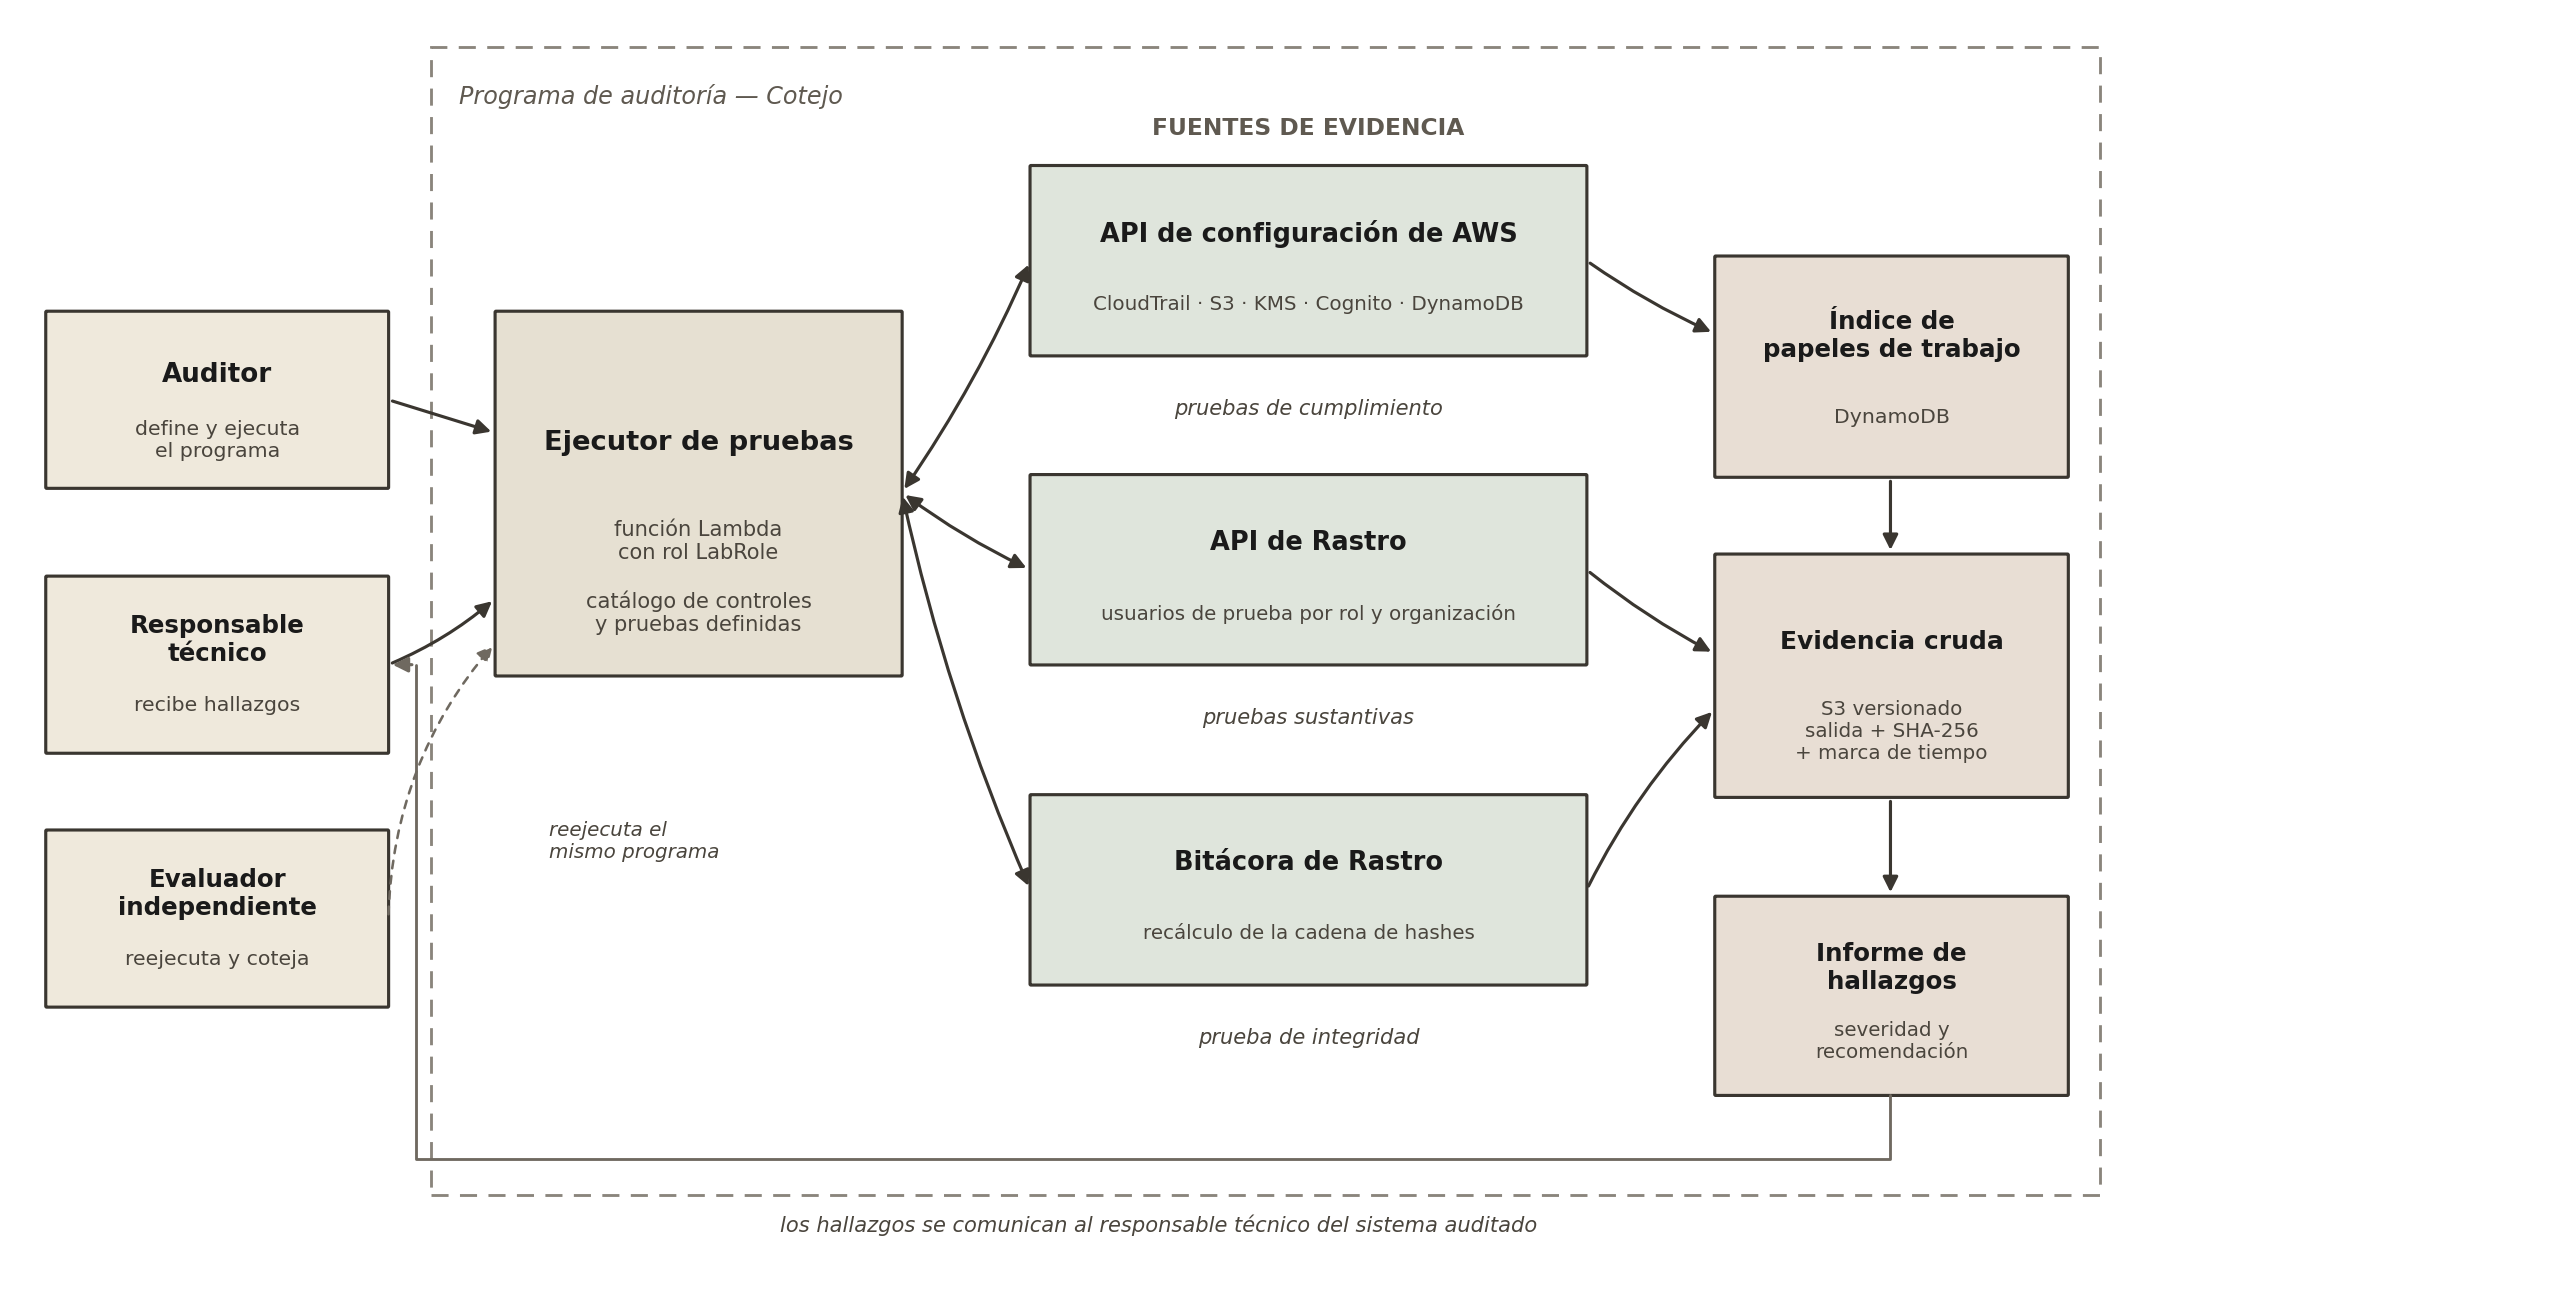 Programa de auditoría — Cotejo
FUENTES DE EVIDENCIA
Auditor
define y ejecuta
el programa
Responsable
técnico
recibe hallazgos
Evaluador
independiente
reejecuta y coteja
Ejecutor de pruebas
función Lambda
con rol LabRole
catálogo de controles
y pruebas definidas
reejecuta el
mismo programa
API de configuración de AWS
CloudTrail · S3 · KMS · Cognito · DynamoDB
pruebas de cumplimiento
API de Rastro
usuarios de prueba por rol y organización
pruebas sustantivas
Bitácora de Rastro
recálculo de la cadena de hashes
prueba de integridad
Índice de
papeles de trabajo
DynamoDB
Evidencia cruda
S3 versionado
salida + SHA-256
+ marca de tiempo
Informe de
hallazgos
severidad y
recomendación
los hallazgos se comunican al responsable técnico del sistema auditado